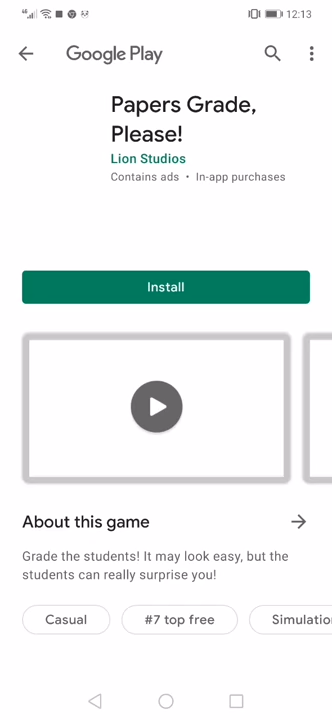 12:13
Google Play
Papers Grade,
Please!
Lion Studios
Contains ads • In-app purchases
Install
About this game
Grade the students! It may look easy, but the
students can really surprise you!
Casual
#7 top free
Simulatio